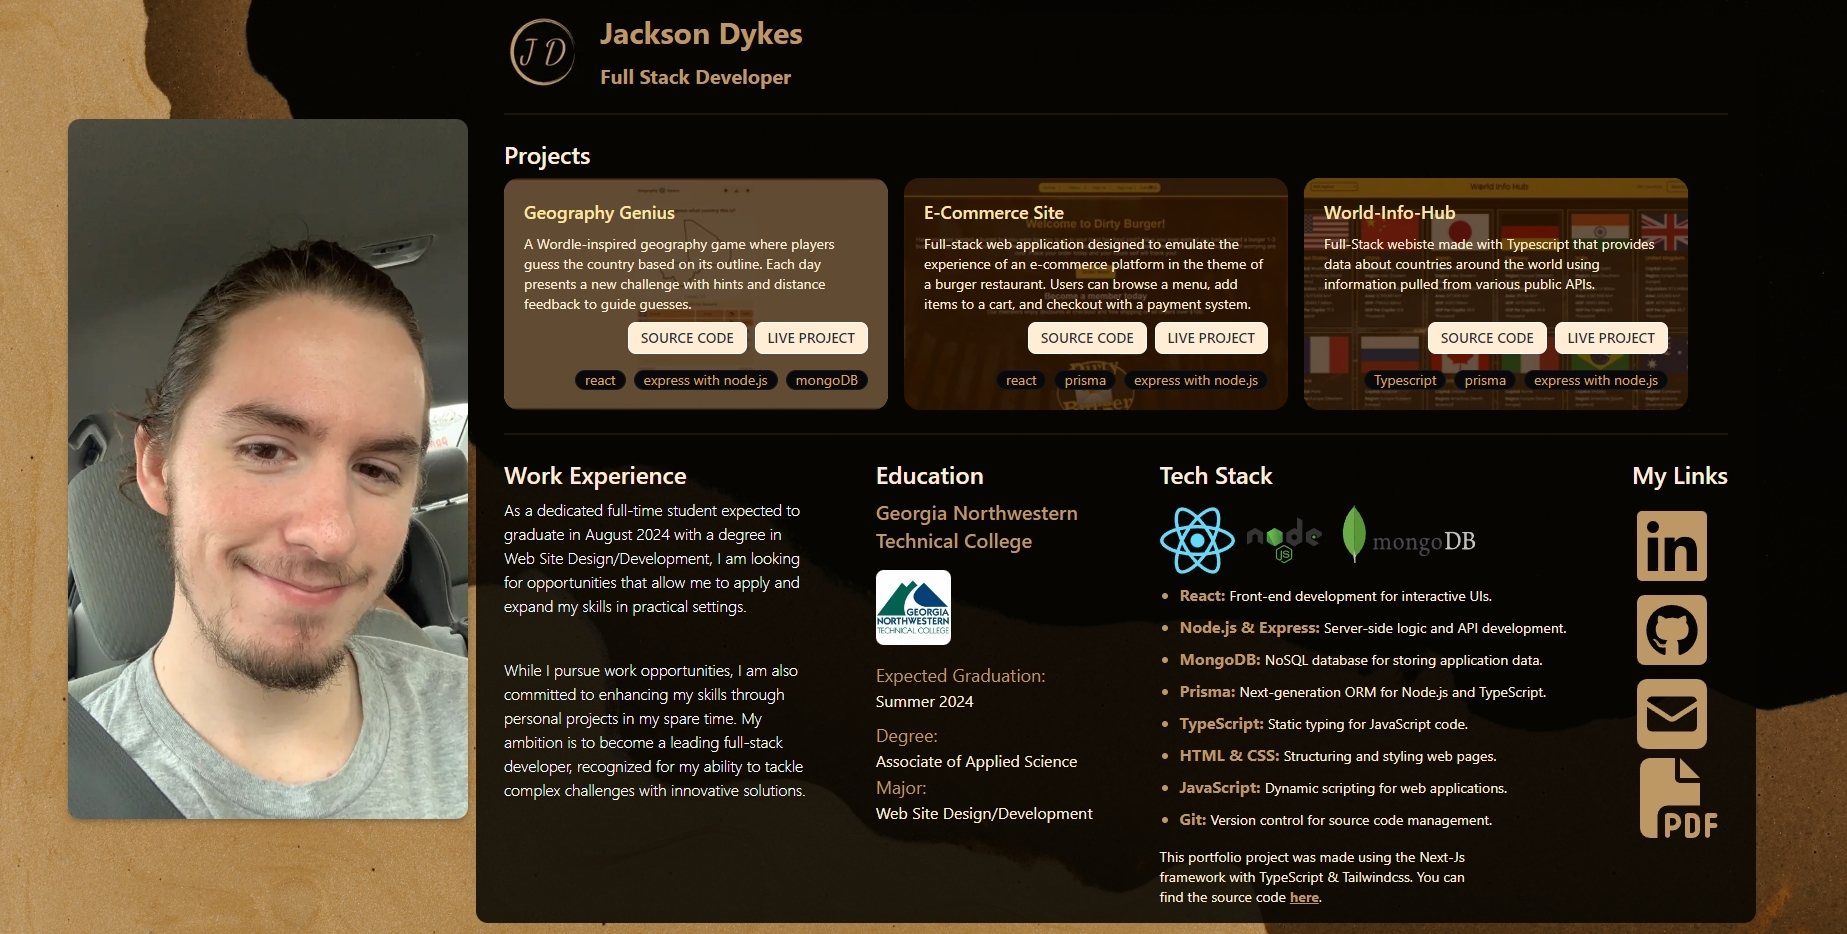 J D
Jackson Dykes
Full Stack Developer
Projects
Geography Genius
A Wordle-inspired geography game where players
guess the country based on its outline. Each day
presents a new challenge with hints and distance
feedback to guide guesses.
SOURCE CODE
LIVE PROJECT
react
express with node.js
mongoDB
E-Commerce Site
Welcome to Dirty Burger!
Full-stack web application designed to emulate the
experience of an e-commerce platform in the theme of
a burger restaurant. Users can browse a menu, add
items to a cart, and checkout with a payment system.
SOURCE CODE
LIVE PROJECT
react
prisma
express with node.js
World Info Hub
World-Info-Hub
Full-Stack webiste made with Typescript that provides
data about countries around the world using
information pulled from various public APIs.
SOURCE CODE
LIVE PROJECT
Typescript
prisma
express with node.js
Work Experience
As a dedicated full-time student expected to
graduate in August 2024 with a degree in
Web Site Design/Development, I am looking
for opportunities that allow me to apply and
expand my skills in practical settings.
While I pursue work opportunities, I am also
committed to enhancing my skills through
personal projects in my spare time. My
ambition is to become a leading full-stack
developer, recognized for my ability to tackle
complex challenges with innovative solutions.
Education
Georgia Northwestern
Technical College
GEORGIA
NORTHWESTERN
TECHNICAL COLLEGE
Expected Graduation:
Summer 2024
Degree:
Associate of Applied Science
Major:
Web Site Design/Development
Tech Stack
node
JS
mongoDB
React: Front-end development for interactive UIs.
Node.js & Express: Server-side logic and API development.
MongoDB: NoSQL database for storing application data.
Prisma: Next-generation ORM for Node.js and TypeScript.
TypeScript: Static typing for JavaScript code.
HTML & CSS: Structuring and styling web pages.
JavaScript: Dynamic scripting for web applications.
Git: Version control for source code management.
This portfolio project was made using the Next-Js
framework with TypeScript & Tailwindcss. You can
find the source code here.
My Links
in
PDF